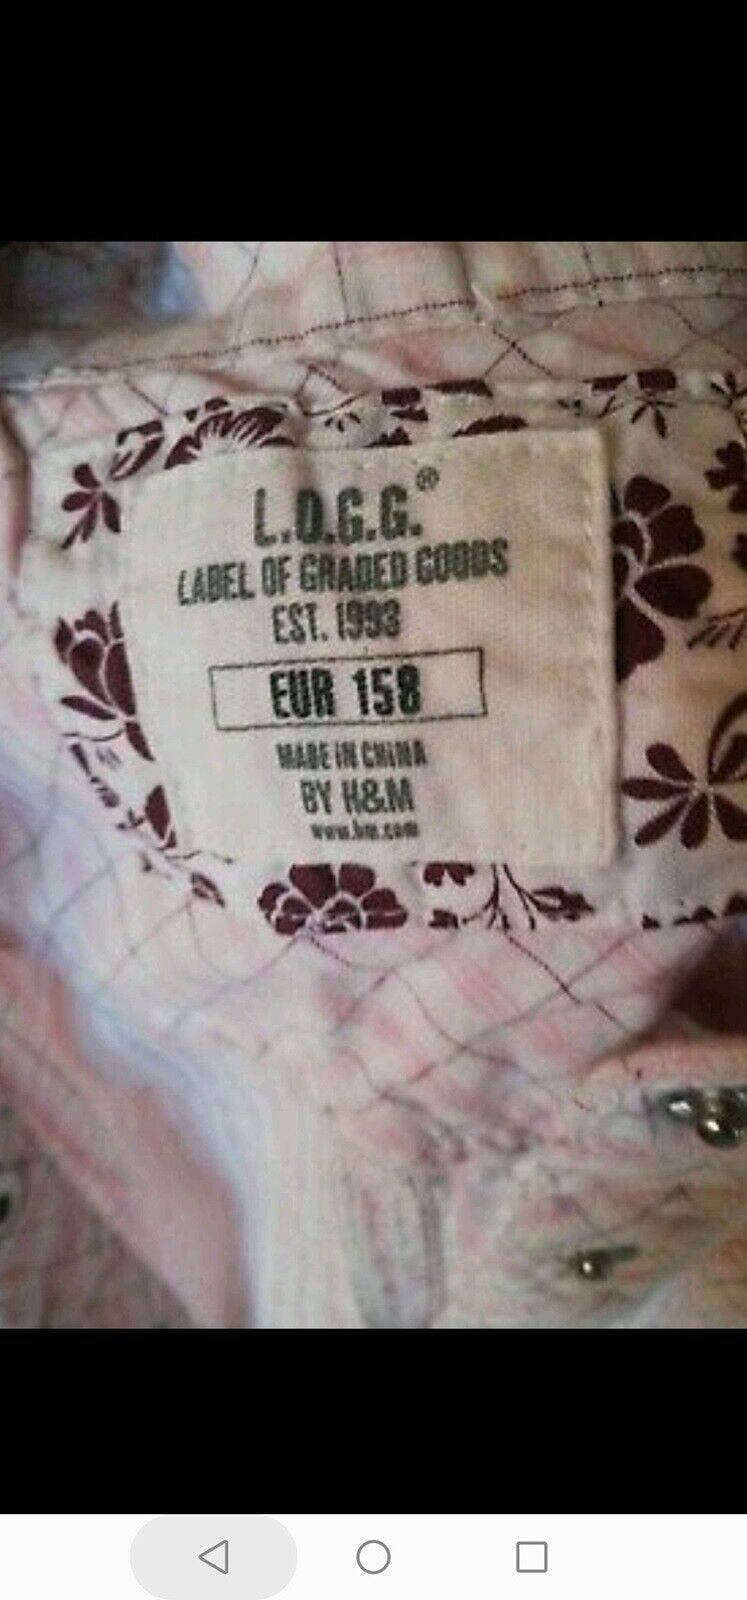 L.O.G.G.®
LABEL OF GRADED GOODS
EST. 1993
EUR 158
MADE IN CHINA
BY H&M
www.hm.com